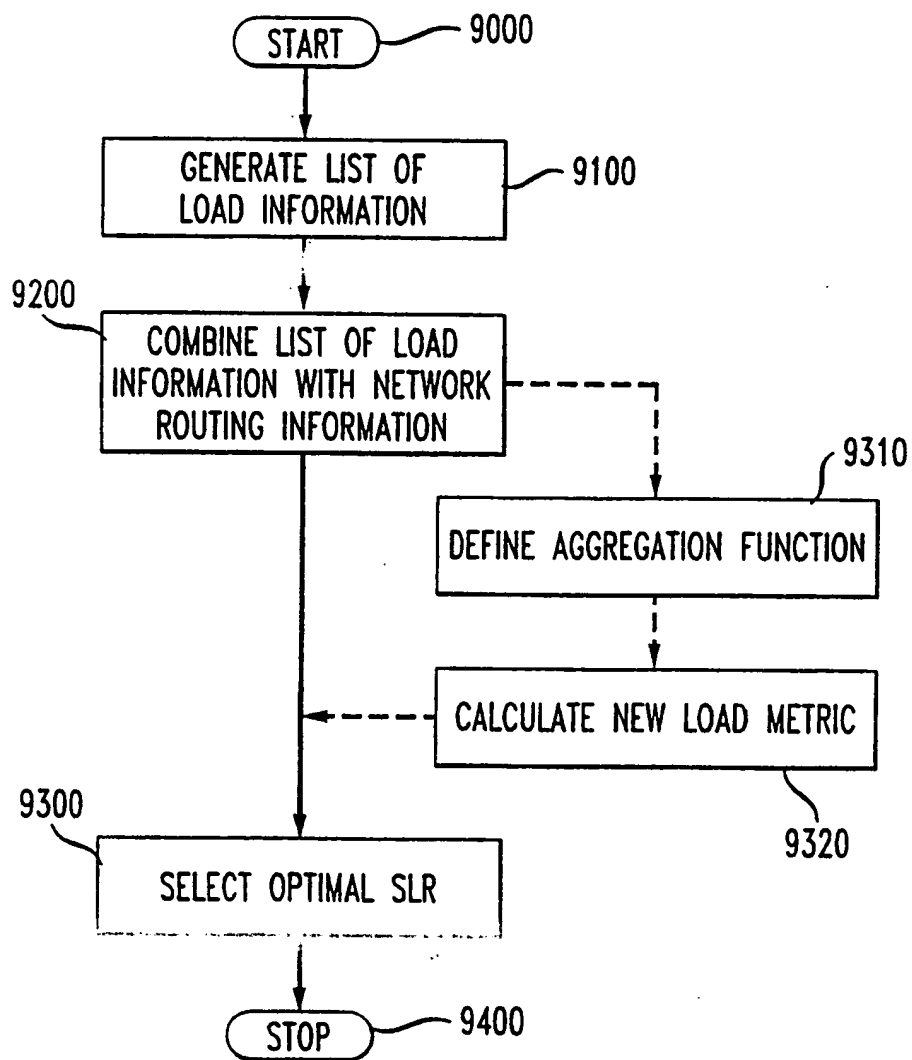 START
9000
GENERATE LIST OF
LOAD INFORMATION
9100
9200
COMBINE LIST OF LOAD
INFORMATION WITH NETWORK
ROUTING INFORMATION
9310
DEFINE AGGREGATION FUNCTION
CALCULATE NEW LOAD METRIC
9320
9300
SELECT OPTIMAL SLR
STOP
9400